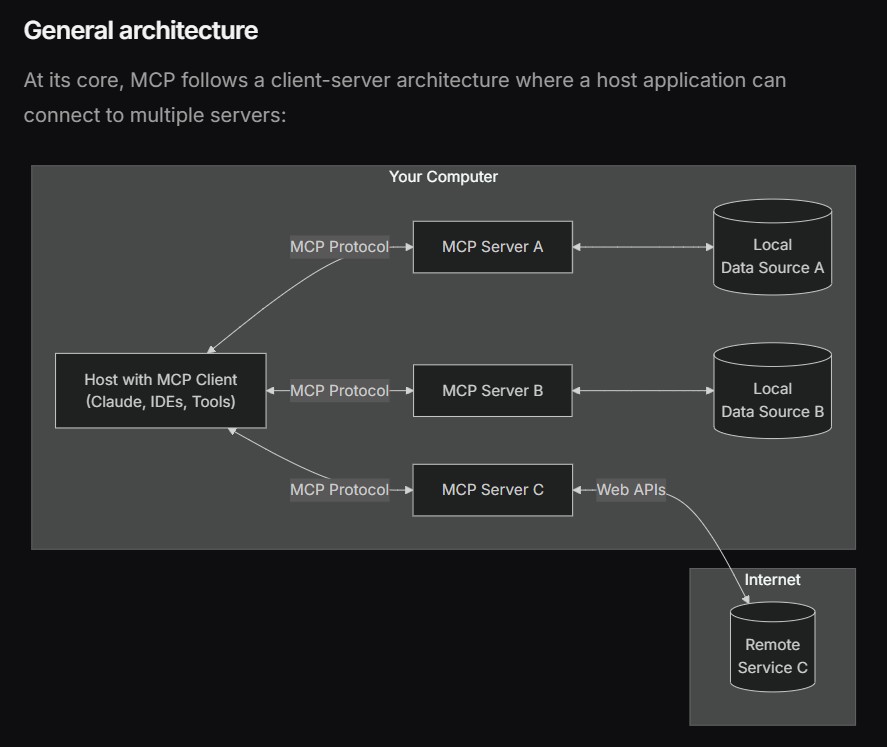 General architecture
At its core, MCP follows a client-server architecture where a host application can
connect to multiple servers:
Your Computer
MCP Protocol
MCP Server A
Local
Data Source A
Host with MCP Client
(Claude, IDEs, Tools)
MCP Protocol
MCP Server B
Local
Data Source B
MCP Protocol
MCP Server C
Web APIs
Internet
Remote
Service C